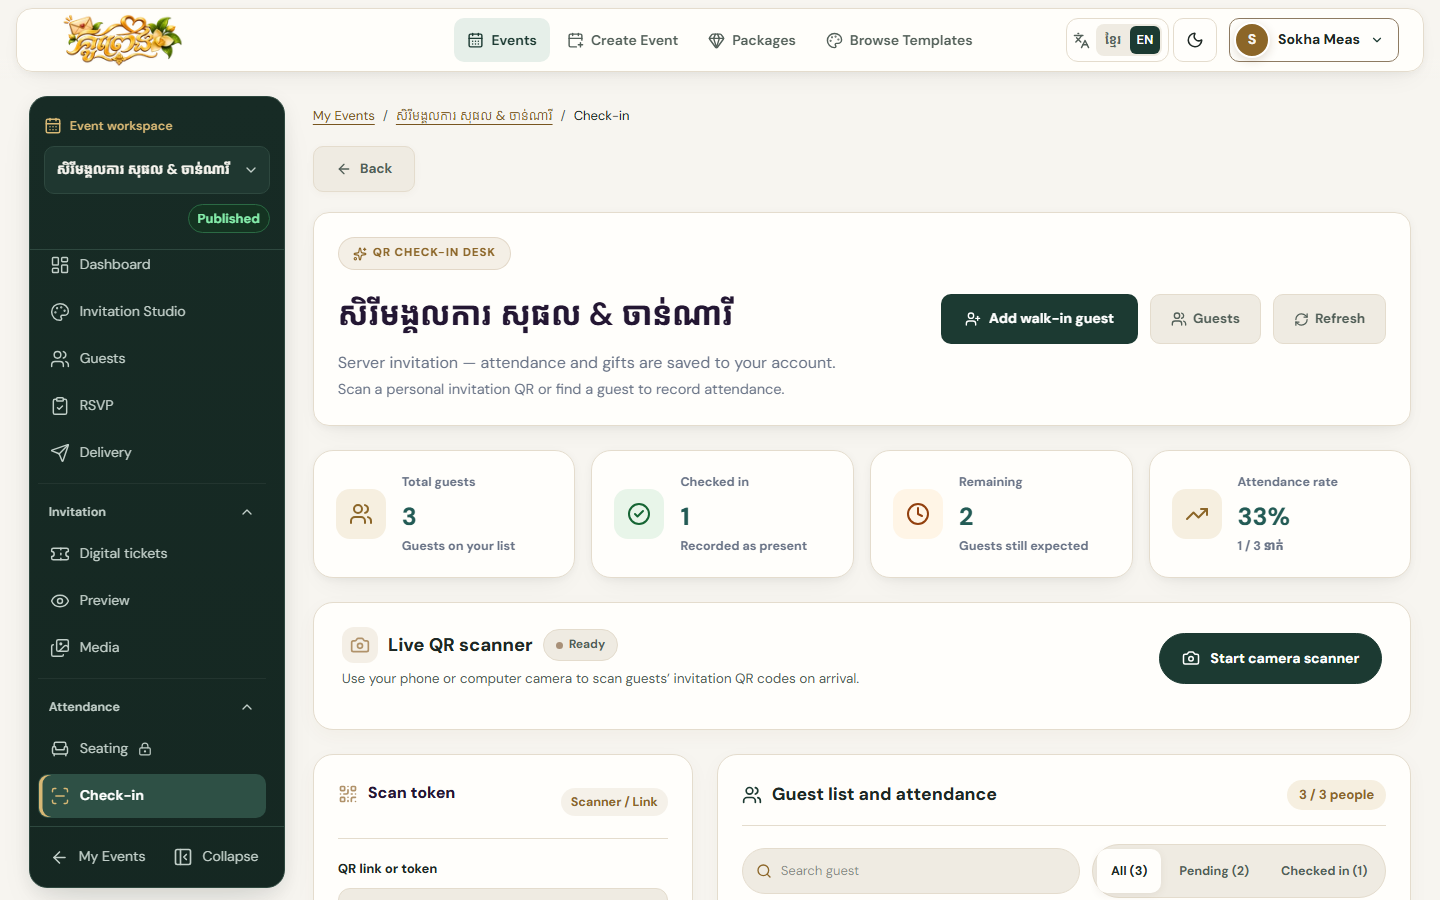 គូព្រេង
Events
Create Event
Packages
Browse Templates
ខ្មែរ
EN
S
Sokha Meas
Event workspace
សិរីមង្គលការ សុផល & ចាន់ណារី
Published
Dashboard
Invitation Studio
Guests
RSVP
Delivery
Invitation
Digital tickets
Preview
Media
Attendance
Seating
Check-in
My Events
Collapse
My Events / សិរីមង្គលការ សុផល & ចាន់ណារី / Check-in
Back
QR CHECK-IN DESK
សិរីមង្គលការ សុផល & ចាន់ណារី
Server invitation — attendance and gifts are saved to your account.
Scan a personal invitation QR or find a guest to record attendance.
Add walk-in guest
Guests
Refresh
Total guests
3
Guests on your list
Checked in
1
Recorded as present
Remaining
2
Guests still expected
Attendance rate
33%
1 / 3 នាក់
Live QR scanner
Ready
Use your phone or computer camera to scan guests’ invitation QR codes on arrival.
Start camera scanner
Scan token
Scanner / Link
QR link or token
Guest list and attendance
3 / 3 people
Search guest
All (3)
Pending (2)
Checked in (1)